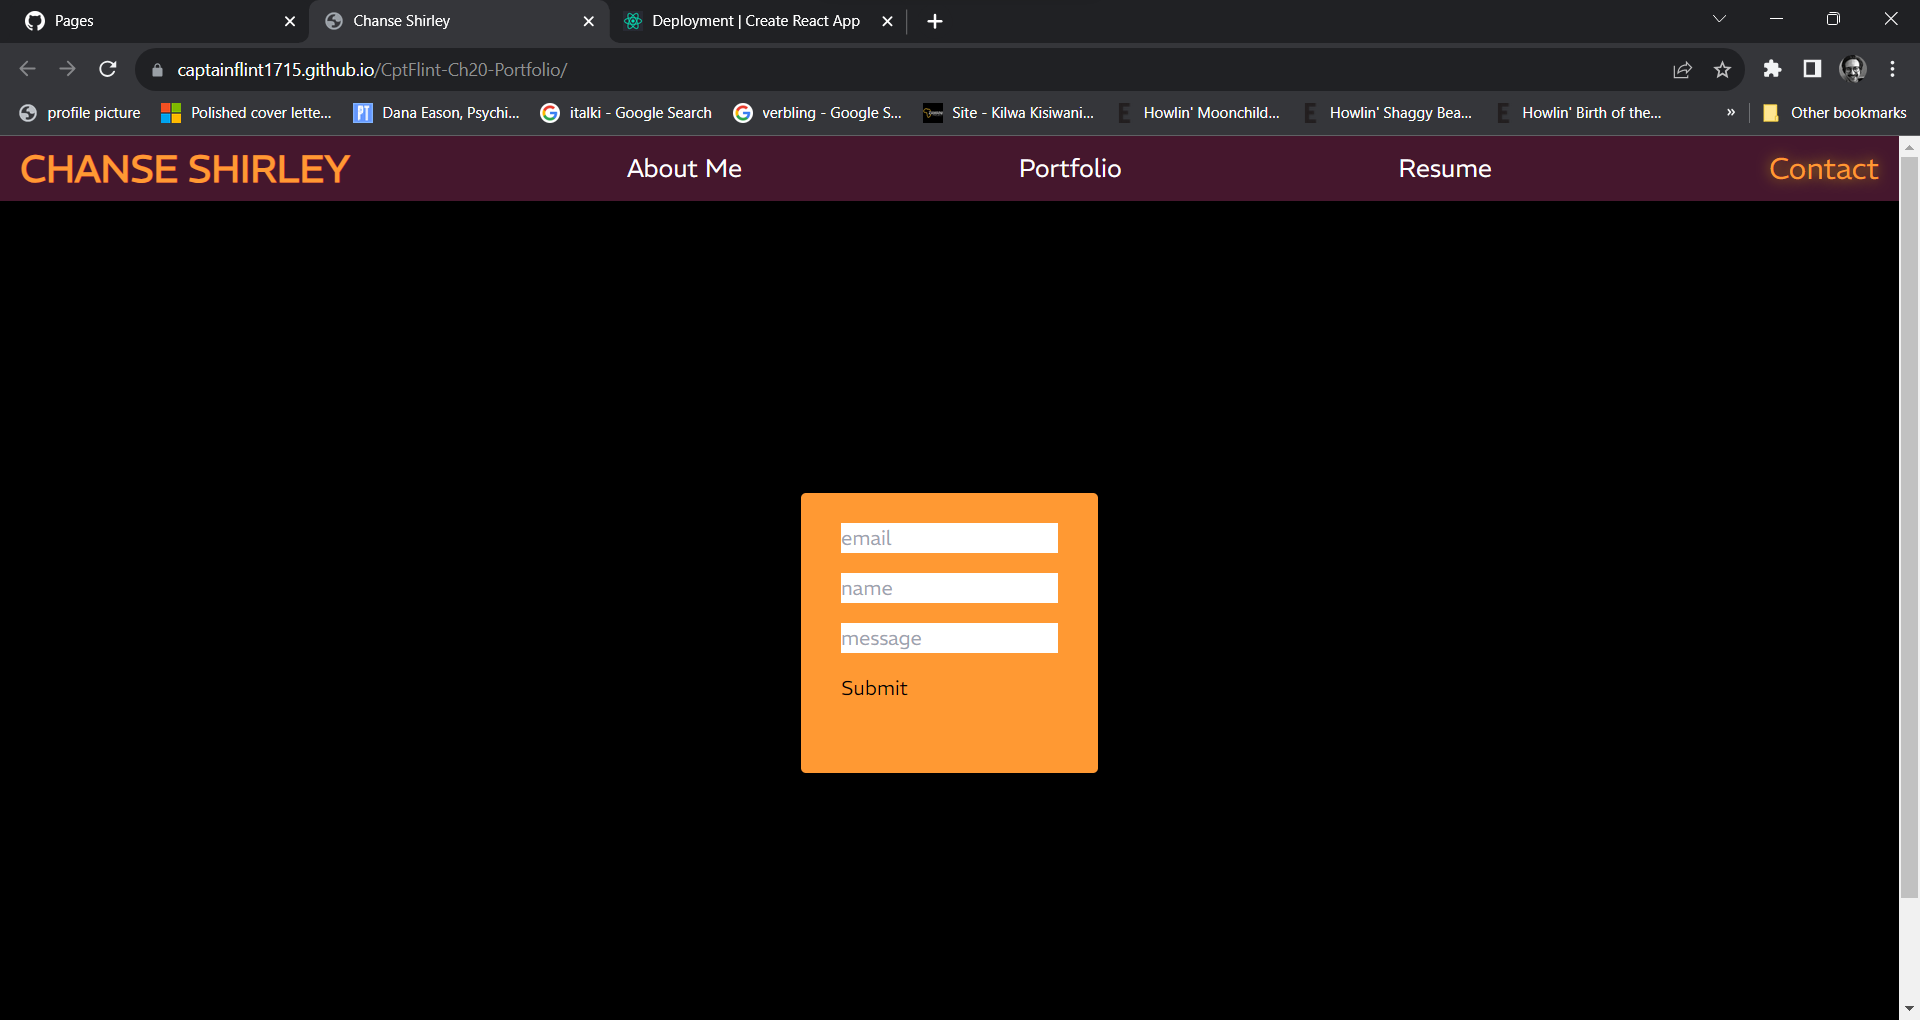 Pages
Chanse Shirley
Deployment | Create React App
captainflint1715.github.io/CptFlint-Ch20-Portfolio/
profile picture
Polished cover lette...
PT
Dana Eason, Psychi...
italki - Google Search
verbling - Google S...
Site - Kilwa Kisiwani...
E
Howlin' Moonchild...
E
Howlin' Shaggy Bea...
E
Howlin' Birth of the...
»
Other bookmarks
CHANSE SHIRLEY
About Me
Portfolio
Resume
Contact
email
name
message
Submit